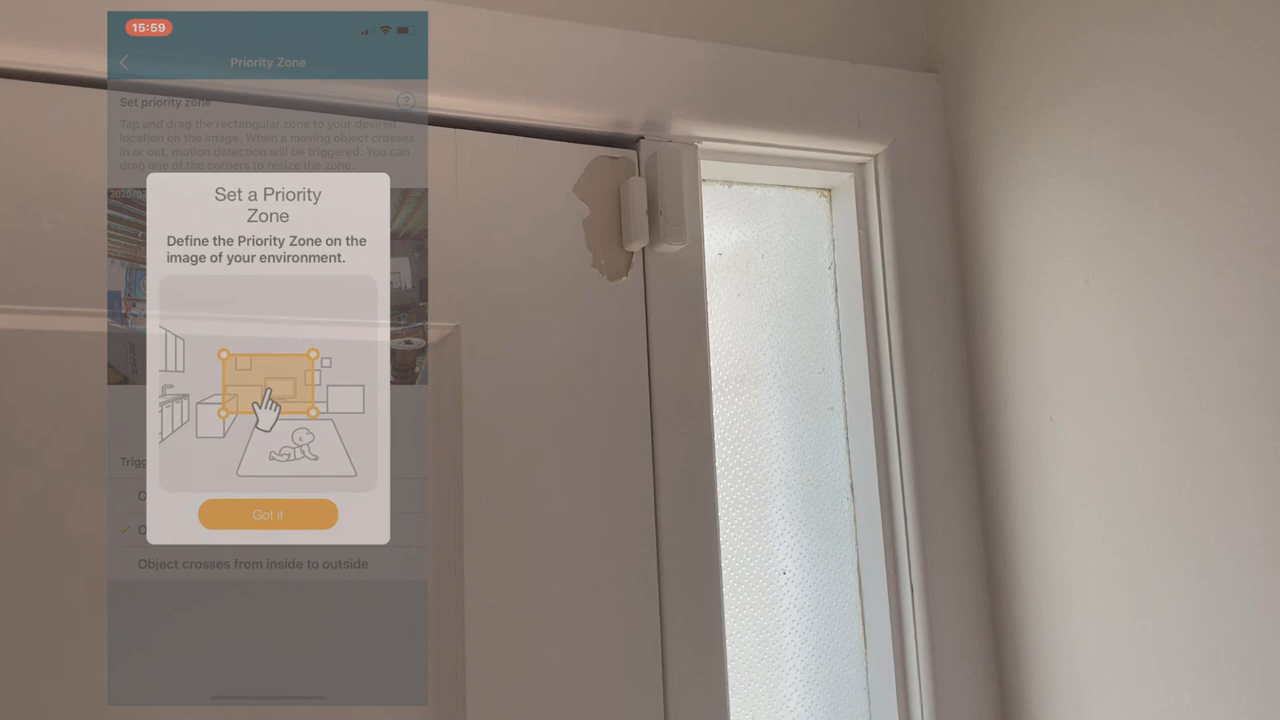 15:59
Priority Zone
Set priority zone
?
Tap and drag the rectangular zone to your desired
location on the image. When a moving object crosses
in or out, motion detection will be triggered. You can
drag one of the corners to resize the zone.
Set a Priority
Zone
Define the Priority Zone on the
image of your environment.
Got it
Object crosses from inside to outside